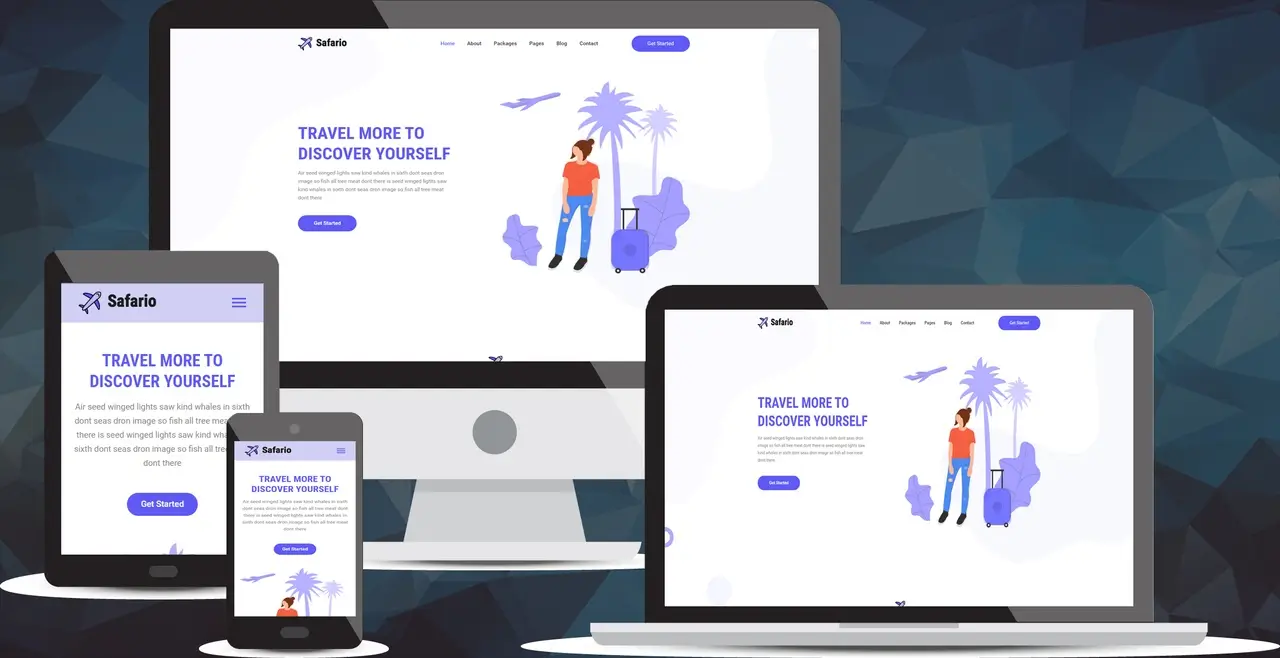 Safario
Home About Packages Pages Blog Contact Get Started
TRAVEL MORE TO
DISCOVER YOURSELF
Air seed winged lights saw kind whales in sixth dont seas dron
image so fish all tree meat dont there is seed winged lights saw
kind whales in sixth dont seas dron image so fish all tree meat
dont there
Get Started
Safario
TRAVEL MORE TO
DISCOVER YOURSELF
Air seed winged lights saw kind whales in sixth
dont seas dron image so fish all tree
there is seed winged lights saw kind
sixth dont seas dron image so fish all
dont there
Get Started
Safario
TRAVEL MORE TO
DISCOVER YOURSELF
Air seed winged lights saw kind whales in sixth
dont seas dron image so fish all tree meat
dont there is seed winged lights saw kind
whales in sixth dont seas dron image so fish
all tree meat dont there
Get Started
Safario
Home About Packages Pages Blog Contact Get Started
TRAVEL MORE TO
DISCOVER YOURSELF
Air seed winged lights saw kind whales in sixth dont seas dron
image so fish all tree meat dont there is seed winged lights saw
kind whales in sixth dont seas dron image so fish all tree meat
dont there
Get Started